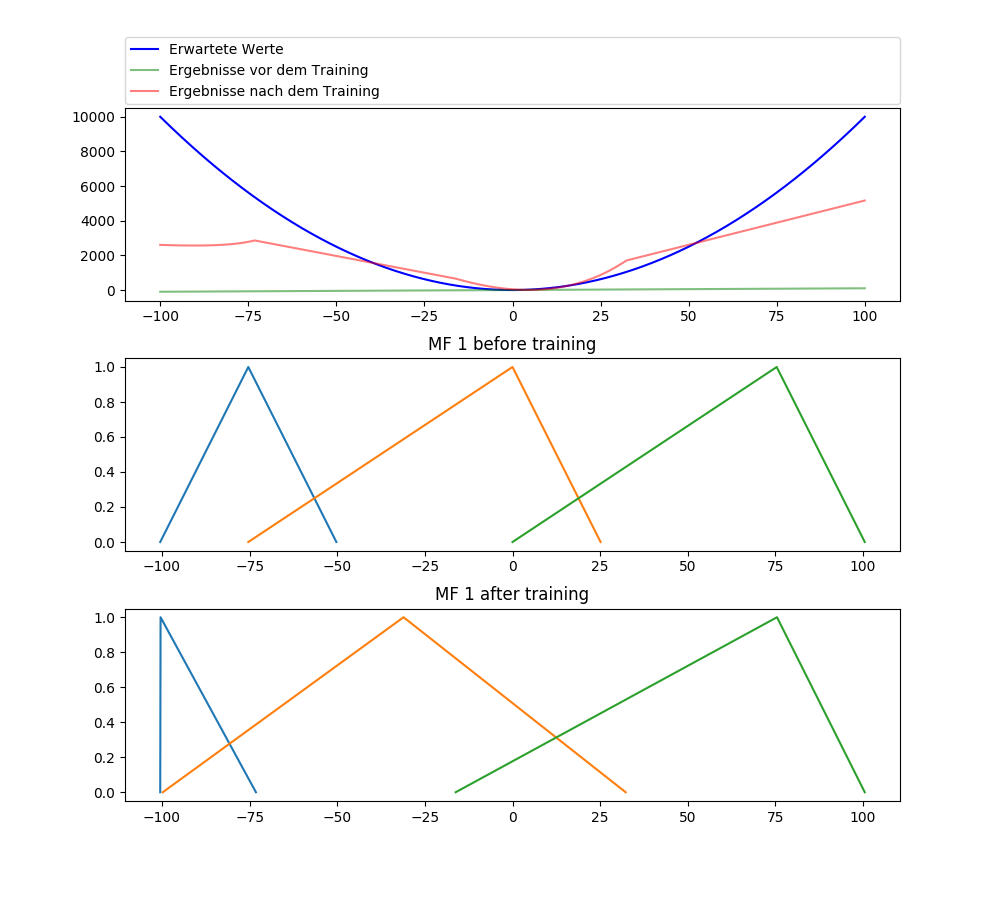 Erwartete Werte
Ergebnisse vor dem Training
Ergebnisse nach dem Training
10000
8000
6000
4000
2000
0
−100 −75 −50 −25 0 25 50 75 100
MF 1 before training
1.0
0.8
0.6
0.4
0.2
0.0
−100 −75 −50 −25 0 25 50 75 100
MF 1 after training
1.0
0.8
0.6
0.4
0.2
0.0
−100 −75 −50 −25 0 25 50 75 100